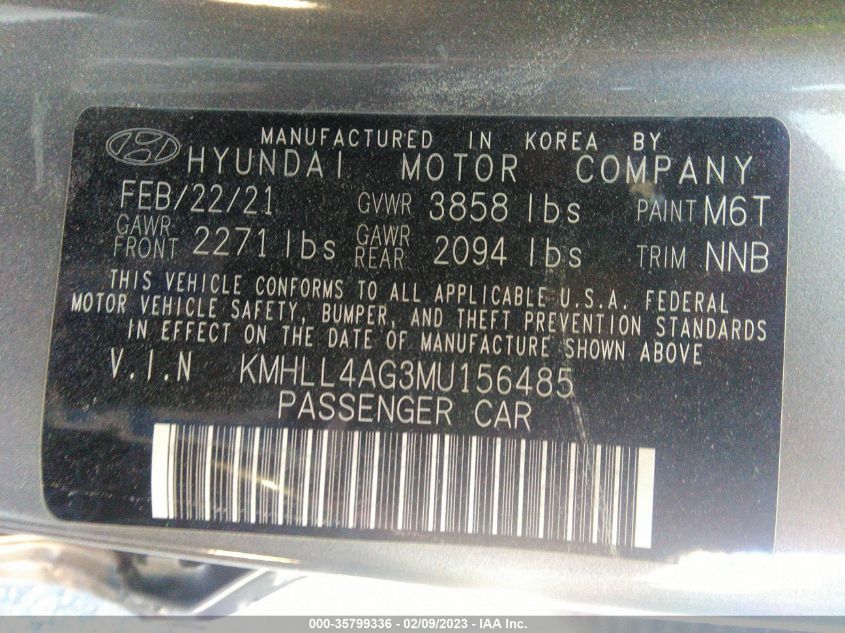 MANUFACTURED IN KOREA BY
HYUNDAI MOTOR COMPANY
FEB/22/21 GVWR 3858 lbs PAINT M6T
GAWR FRONT 2271 lbs GAWR REAR 2094 lbs TRIM NNB
THIS VEHICLE CONFORMS TO ALL APPLICABLE U.S.A. FEDERAL
MOTOR VEHICLE SAFETY, BUMPER, AND THEFT PREVENTION STANDARDS
IN EFFECT ON THE DATE OF MANUFACTURE SHOWN ABOVE
V.I.N KMHLL4AG3MU156485
PASSENGER CAR
000-35799336 - 02/09/2023 - IAA Inc.